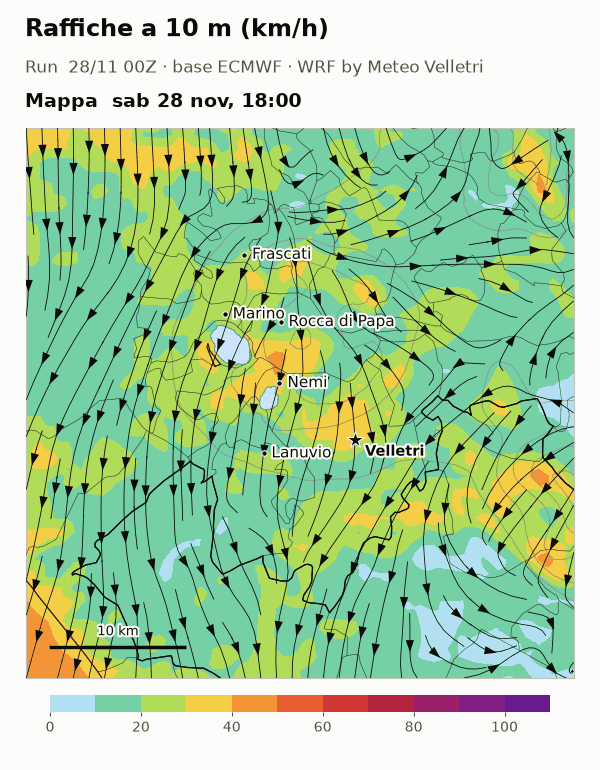 Raffiche a 10 m (km/h)
Run 28/11 00Z · base ECMWF · WRF by Meteo Velletri
Mappa sab 28 nov, 18:00
Frascati
Marino
Rocca di Papa
Nemi
Velletri
Lanuvio
10 km
0 20 40 60 80 100